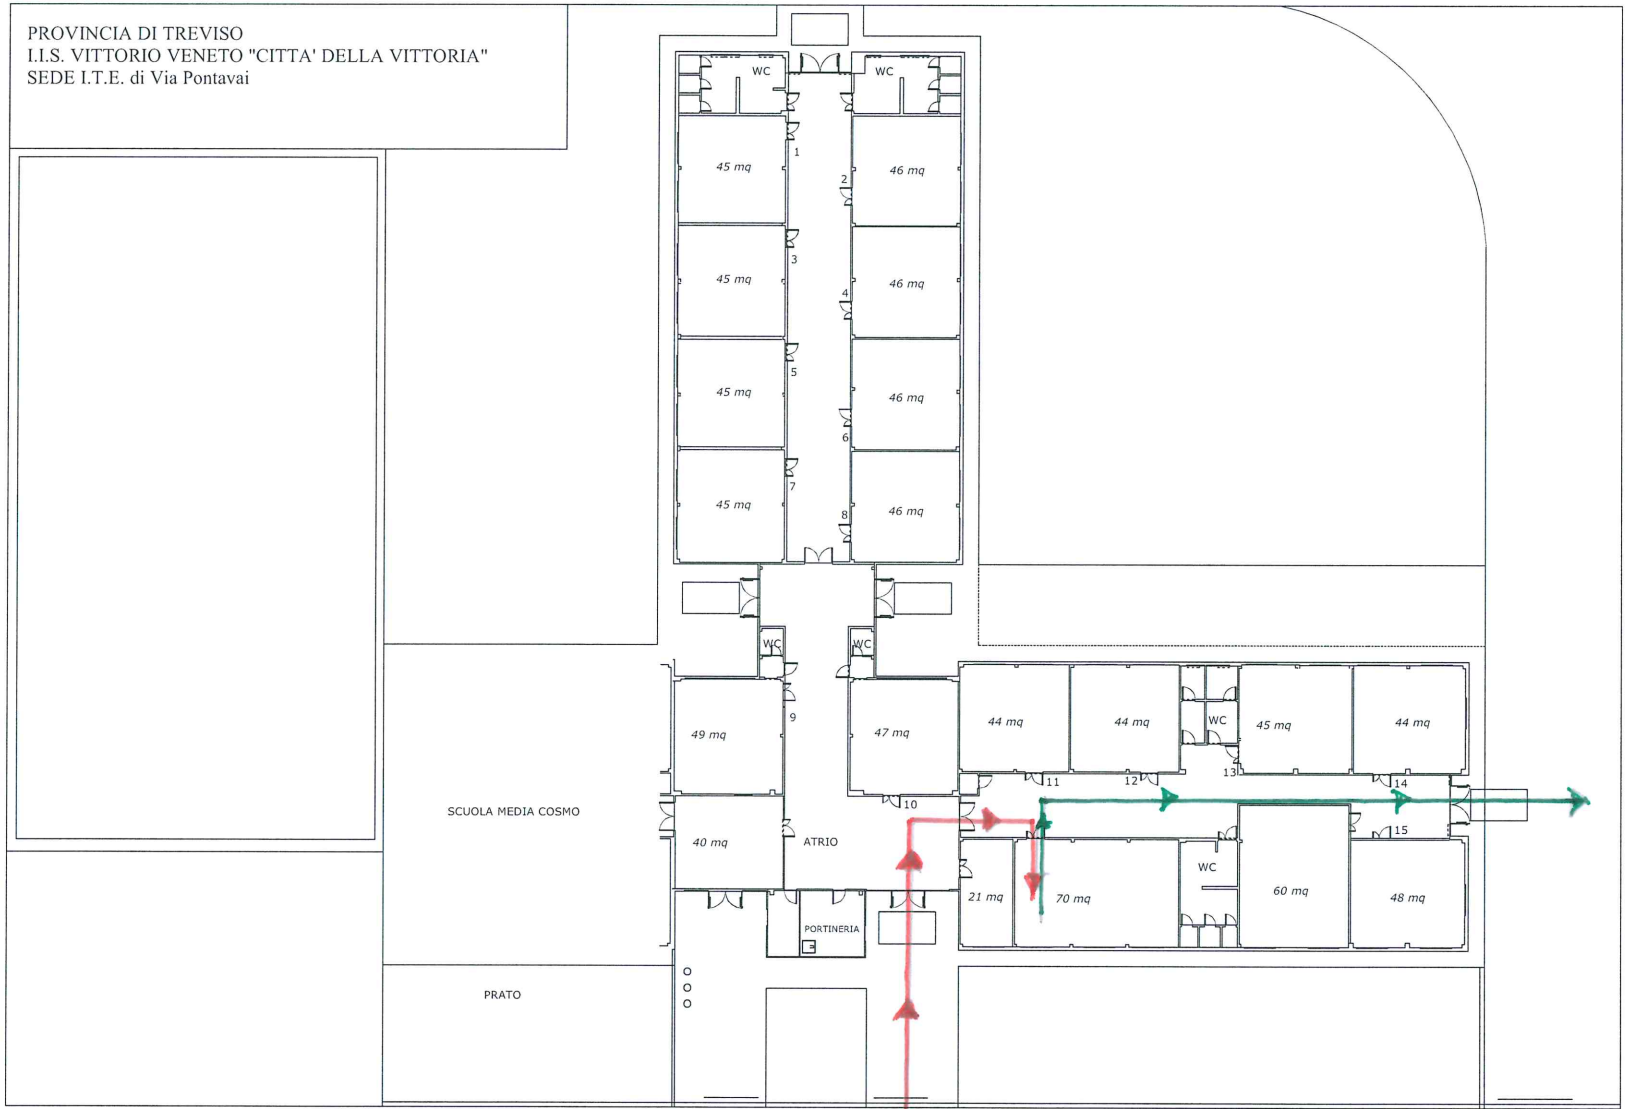 PROVINCIA DI TREVISO
I.I.S. VITTORIO VENETO "CITTA' DELLA VITTORIA"
SEDE I.T.E. di Via Pontavai
WC
WC
1
45 mq
46 mq
2
3
45 mq
46 mq
4
5
45 mq
46 mq
6
7
45 mq
46 mq
8
WC
WC
9
49 mq
47 mq
44 mq
44 mq
WC
45 mq
44 mq
13
11
12
14
10
SCUOLA MEDIA COSMO
40 mq
ATRIO
15
WC
21 mq
70 mq
60 mq
48 mq
PORTINERIA
PRATO